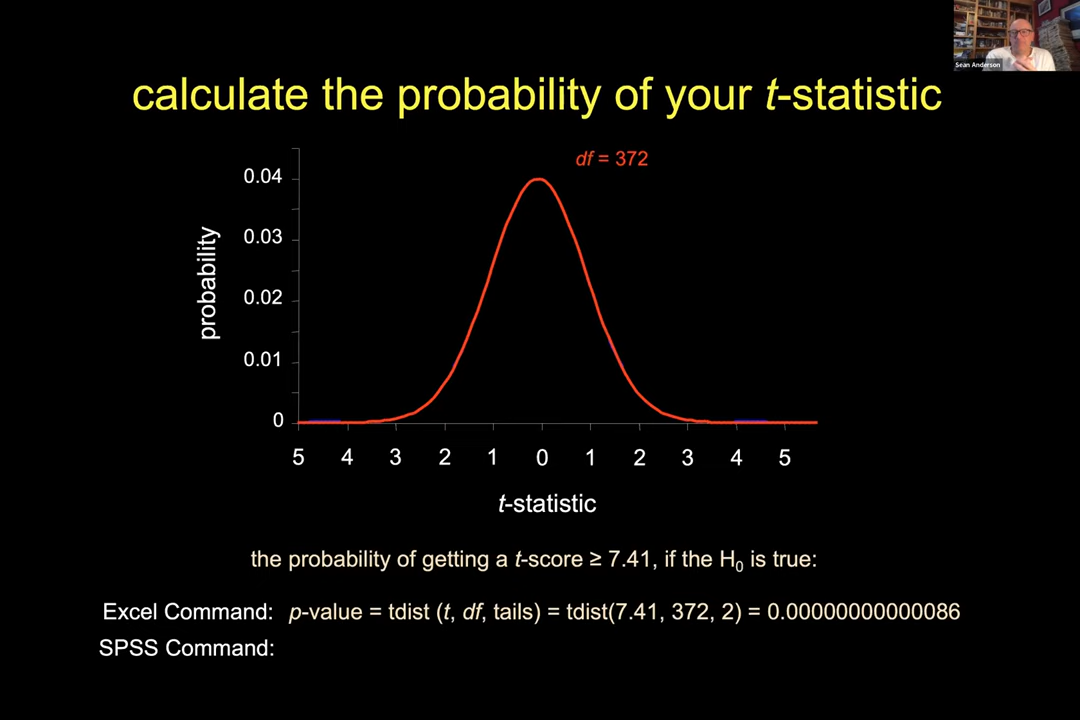 Sean Anderson
calculate the probability of your t-statistic
df = 372
0.04
0.03
0.02
0.01
0
probability
5 4 3 2 1 0 1 2 3 4 5
t-statistic
the probability of getting a t-score ≥ 7.41, if the H₀ is true:
Excel Command: p-value = tdist (t, df, tails) = tdist(7.41, 372, 2) = 0.00000000000086
SPSS Command: